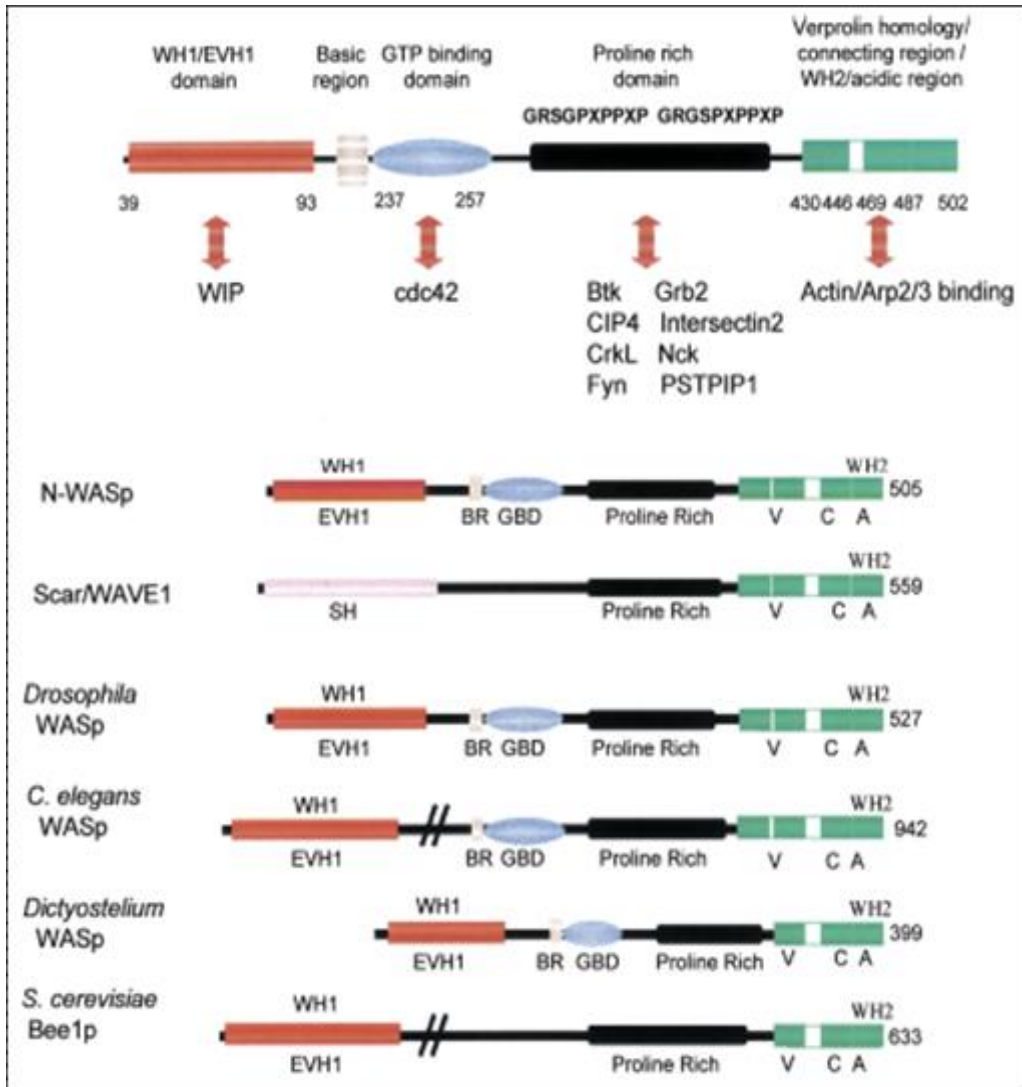 WH1/EVH1
domain
Basic
region
GTP binding
domain
Proline rich
domain
Verprolin homology/
connecting region /
WH2/acidic region
GRSGPXPPXP GRGSPXPPXP
39 93 237 257 430 446 469 487 502
WIP
cdc42
Btk Grb2
CIP4 Intersectin2
CrkL Nck
Fyn PSTPIP1
Actin/Arp2/3 binding
N-WASp
WH1 WH2
505
EVH1 BR GBD Proline Rich V C A
Scar/WAVE1
WH2
559
SH Proline Rich V C A
Drosophila
WASp
WH1 WH2
527
EVH1 BR GBD Proline Rich V C A
C. elegans
WASp
WH1 WH2
942
EVH1 BR GBD Proline Rich V C A
Dictyostelium
WASp
WH1 WH2
399
EVH1 BR GBD Proline Rich V C A
S. cerevisiae
Bee1p
WH1 WH2
633
EVH1 Proline Rich V C A